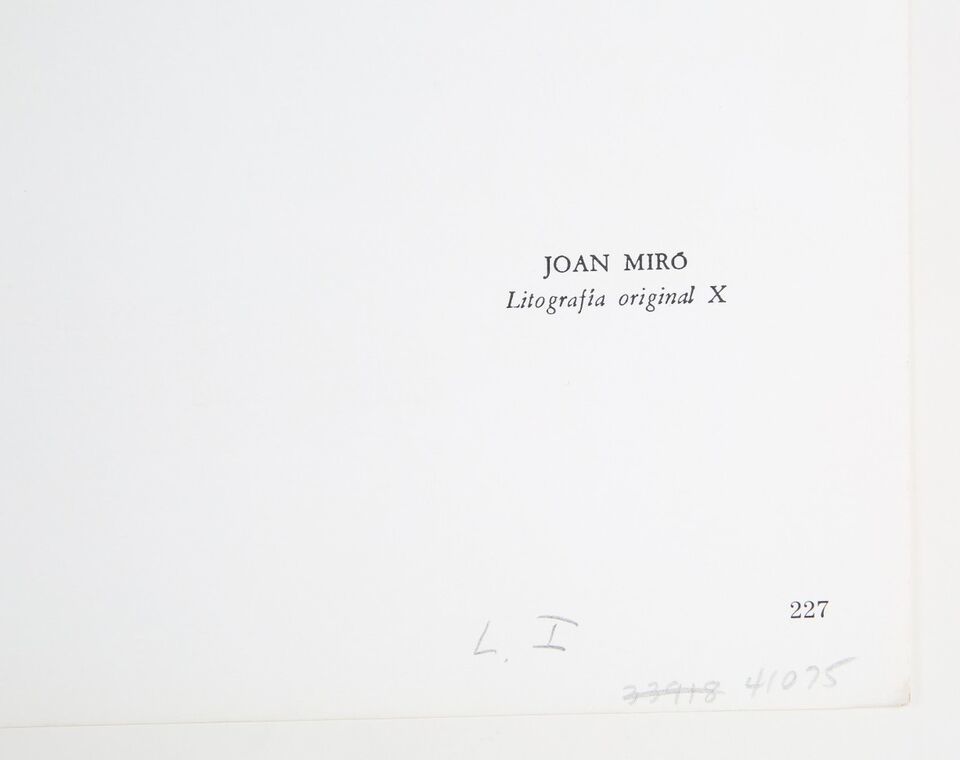 JOAN MIRÓ
Litografía original X
227
L. I
33918 41075